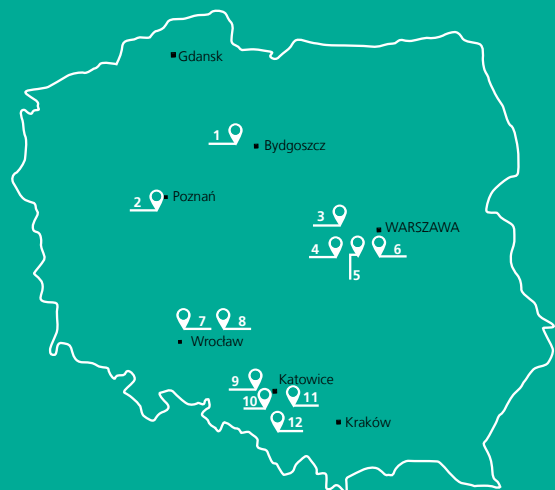 Gdansk
1
Bydgoszcz
2
Poznań
3
WARSZAWA
4
5
6
7
8
Wrocław
9
Katowice
10
11
12
Kraków